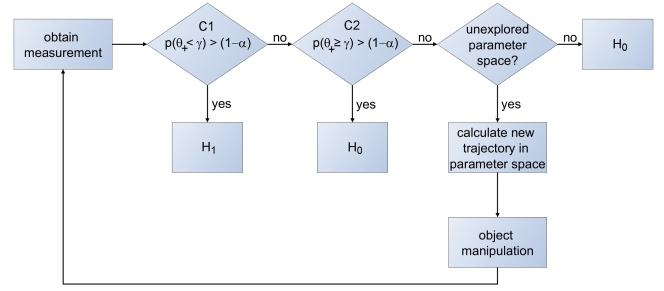 obtain
measurement
C1
p(θ+< γ) > (1−α)
no
C2
p(θ+≥ γ) > (1−α)
no
unexplored
parameter
space?
no
H0
yes
H1
yes
H0
yes
calculate new
trajectory in
parameter space
object
manipulation